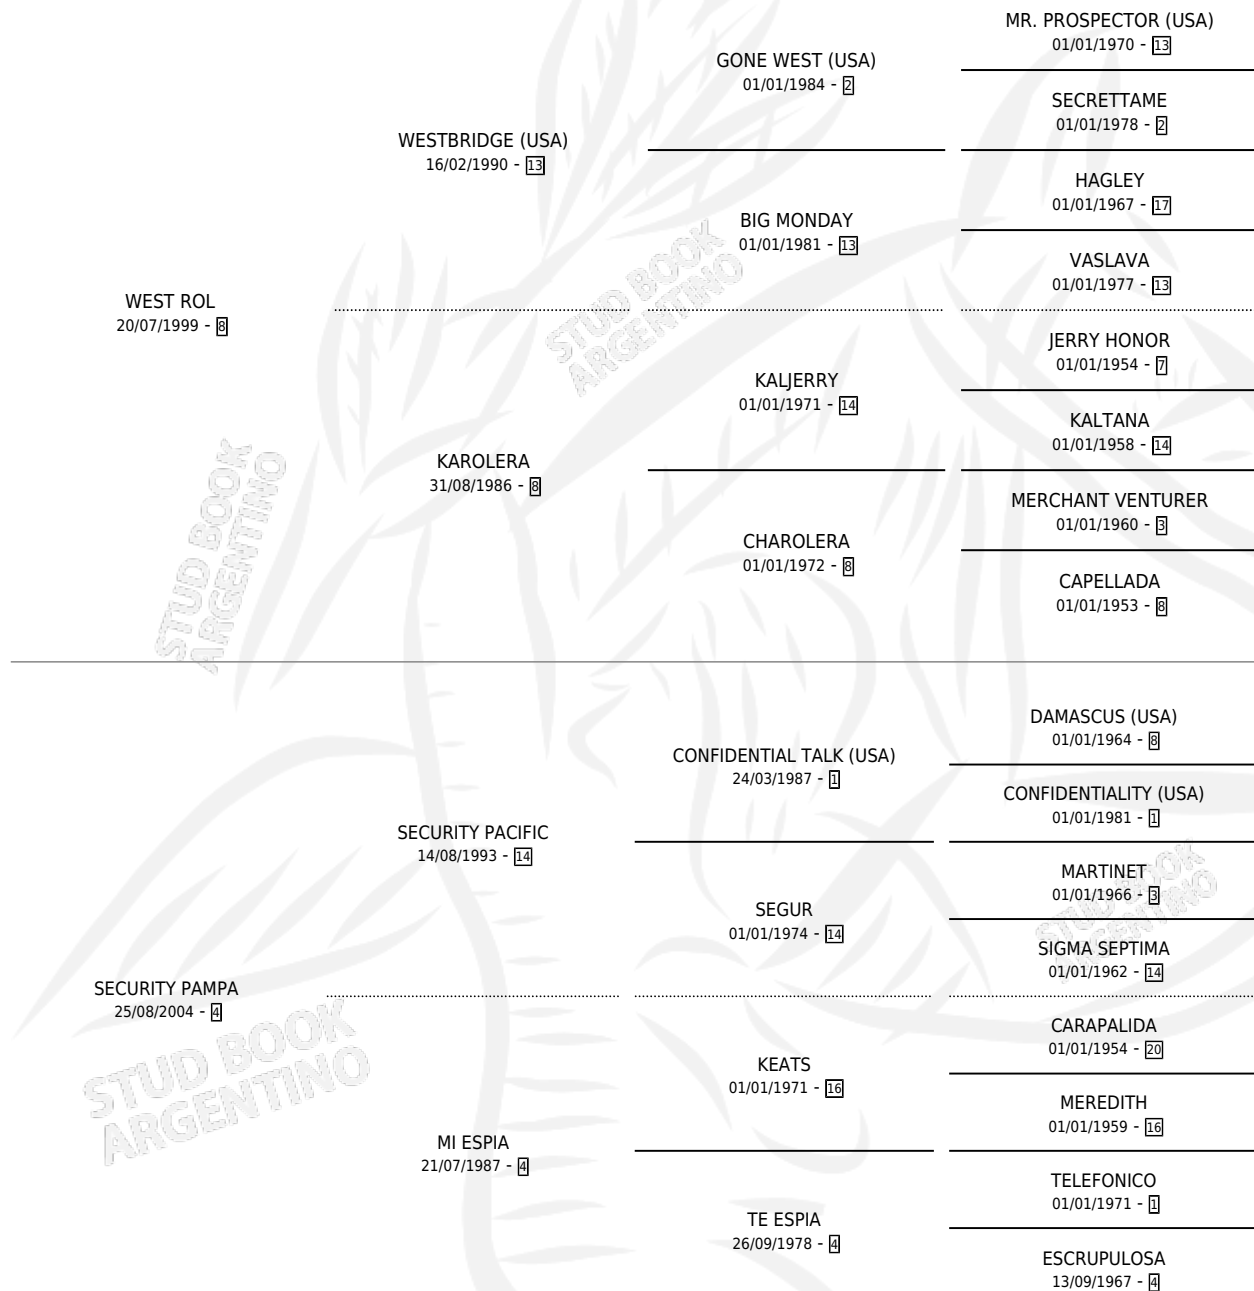 MR. PROSPECTOR (USA)
01/01/1970 - 13
GONE WEST (USA)
01/01/1984 - 2
SECRETTAME
01/01/1978 - 2
WESTBRIDGE (USA)
16/02/1990 - 13
HAGLEY
01/01/1967 - 17
BIG MONDAY
01/01/1981 - 13
VASLAVA
01/01/1977 - 13
WEST ROL
20/07/1999 - 8
JERRY HONOR
01/01/1954 - 7
KALJERRY
01/01/1971 - 14
KALTANA
01/01/1958 - 14
KAROLERA
31/08/1986 - 8
MERCHANT VENTURER
01/01/1960 - 3
CHAROLERA
01/01/1972 - 8
CAPELLADA
01/01/1953 - 8
DAMASCUS (USA)
01/01/1964 - 8
CONFIDENTIAL TALK (USA)
24/03/1987 - 1
CONFIDENTIALITY (USA)
01/01/1981 - 1
SECURITY PACIFIC
14/08/1993 - 14
MARTINET
01/01/1966 - 3
SEGUR
01/01/1974 - 14
SIGMA SEPTIMA
01/01/1962 - 14
SECURITY PAMPA
25/08/2004 - 4
CARAPALIDA
01/01/1954 - 20
KEATS
01/01/1971 - 16
MEREDITH
01/01/1959 - 16
MI ESPIA
21/07/1987 - 4
TELEFONICO
01/01/1971 - 1
TE ESPIA
26/09/1978 - 4
ESCRUPULOSA
13/09/1967 - 4
STUD BOOK
ARGENTINO
STUD BOOK
ARGENTINO
STUD BOOK
ARGENTINO
STUD BOOK
ARGENTINO